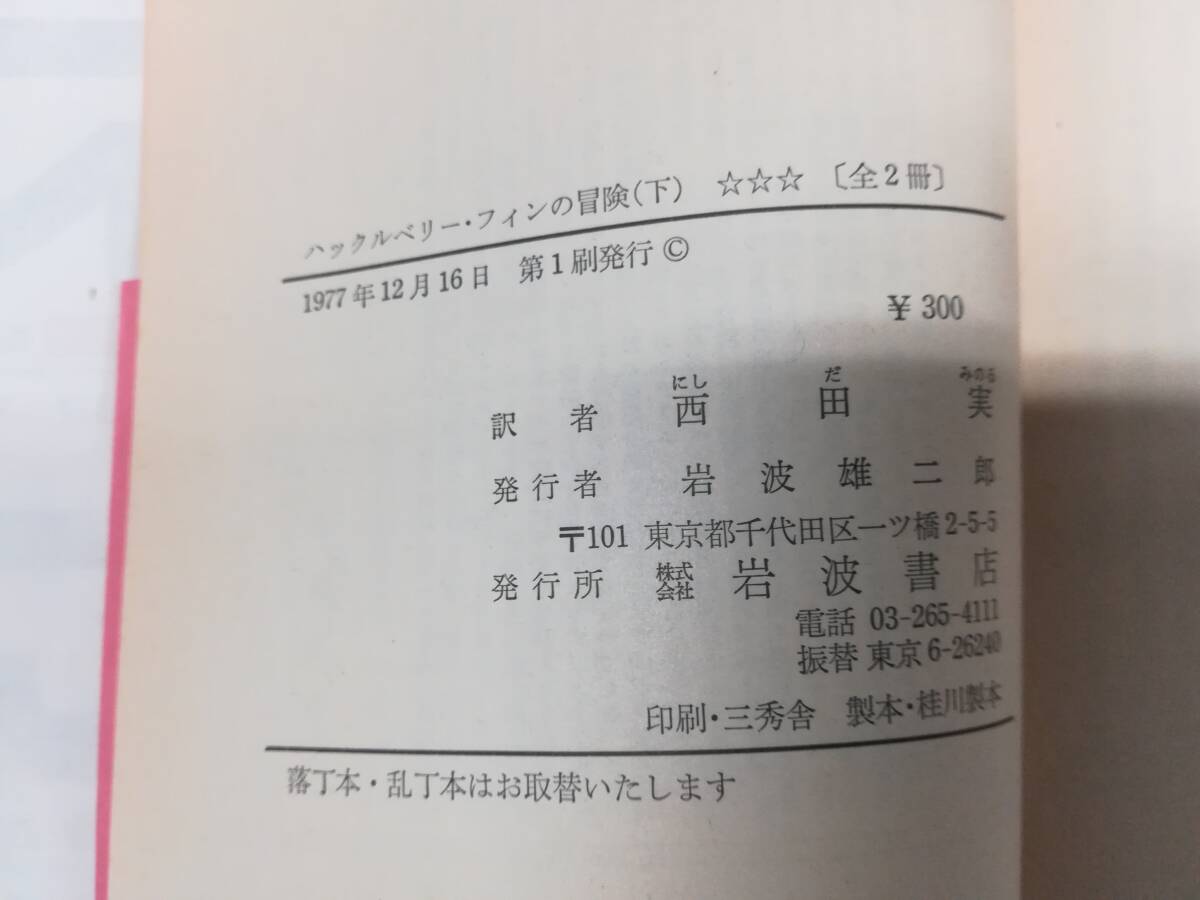 ハックルベリー・フィンの冒険(下) ☆☆☆ 〔全2冊〕
1977年12月16日 第1刷発行©
¥300
にし だ みのる
訳者 西田実
発行者 岩波雄二郎
〒101 東京都千代田区一ツ橋2-5-5
発行所 株式会社 岩波書店
電話 03-265-4111
振替 東京6-26240
印刷・三秀舎 製本・桂川製本
落丁本・乱丁本はお取替いたします